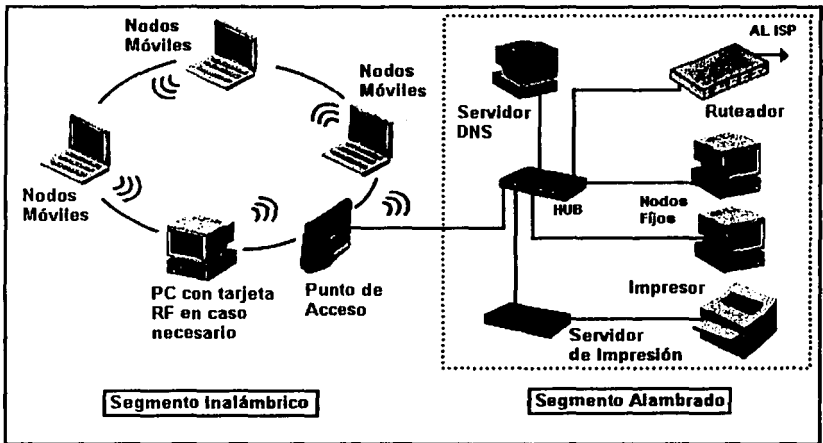 Nodos
Móviles
Nodos
Móviles
Nodos
Móviles
PC con tarjeta
RF en caso
necesario
Punto de
Acceso
Segmento Inalámbrico
AL ISP
Servidor
DNS
Ruteador
HUB
Nodos
Fíjos
Impresor
Servidor
de Impresión
Segmento Alambrado